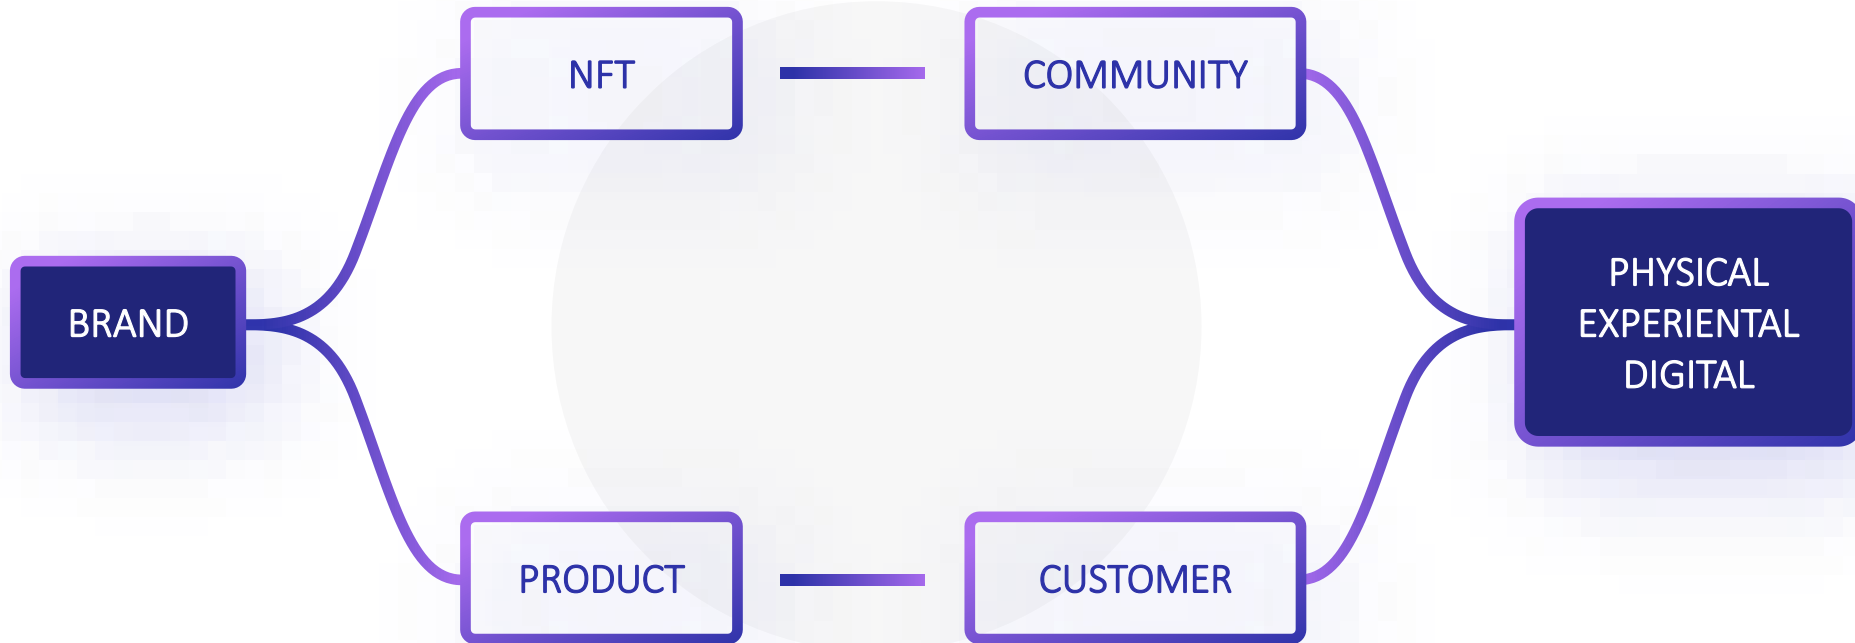 NFT
COMMUNITY
BRAND
PHYSICAL
EXPERIENTAL
DIGITAL
PRODUCT
CUSTOMER